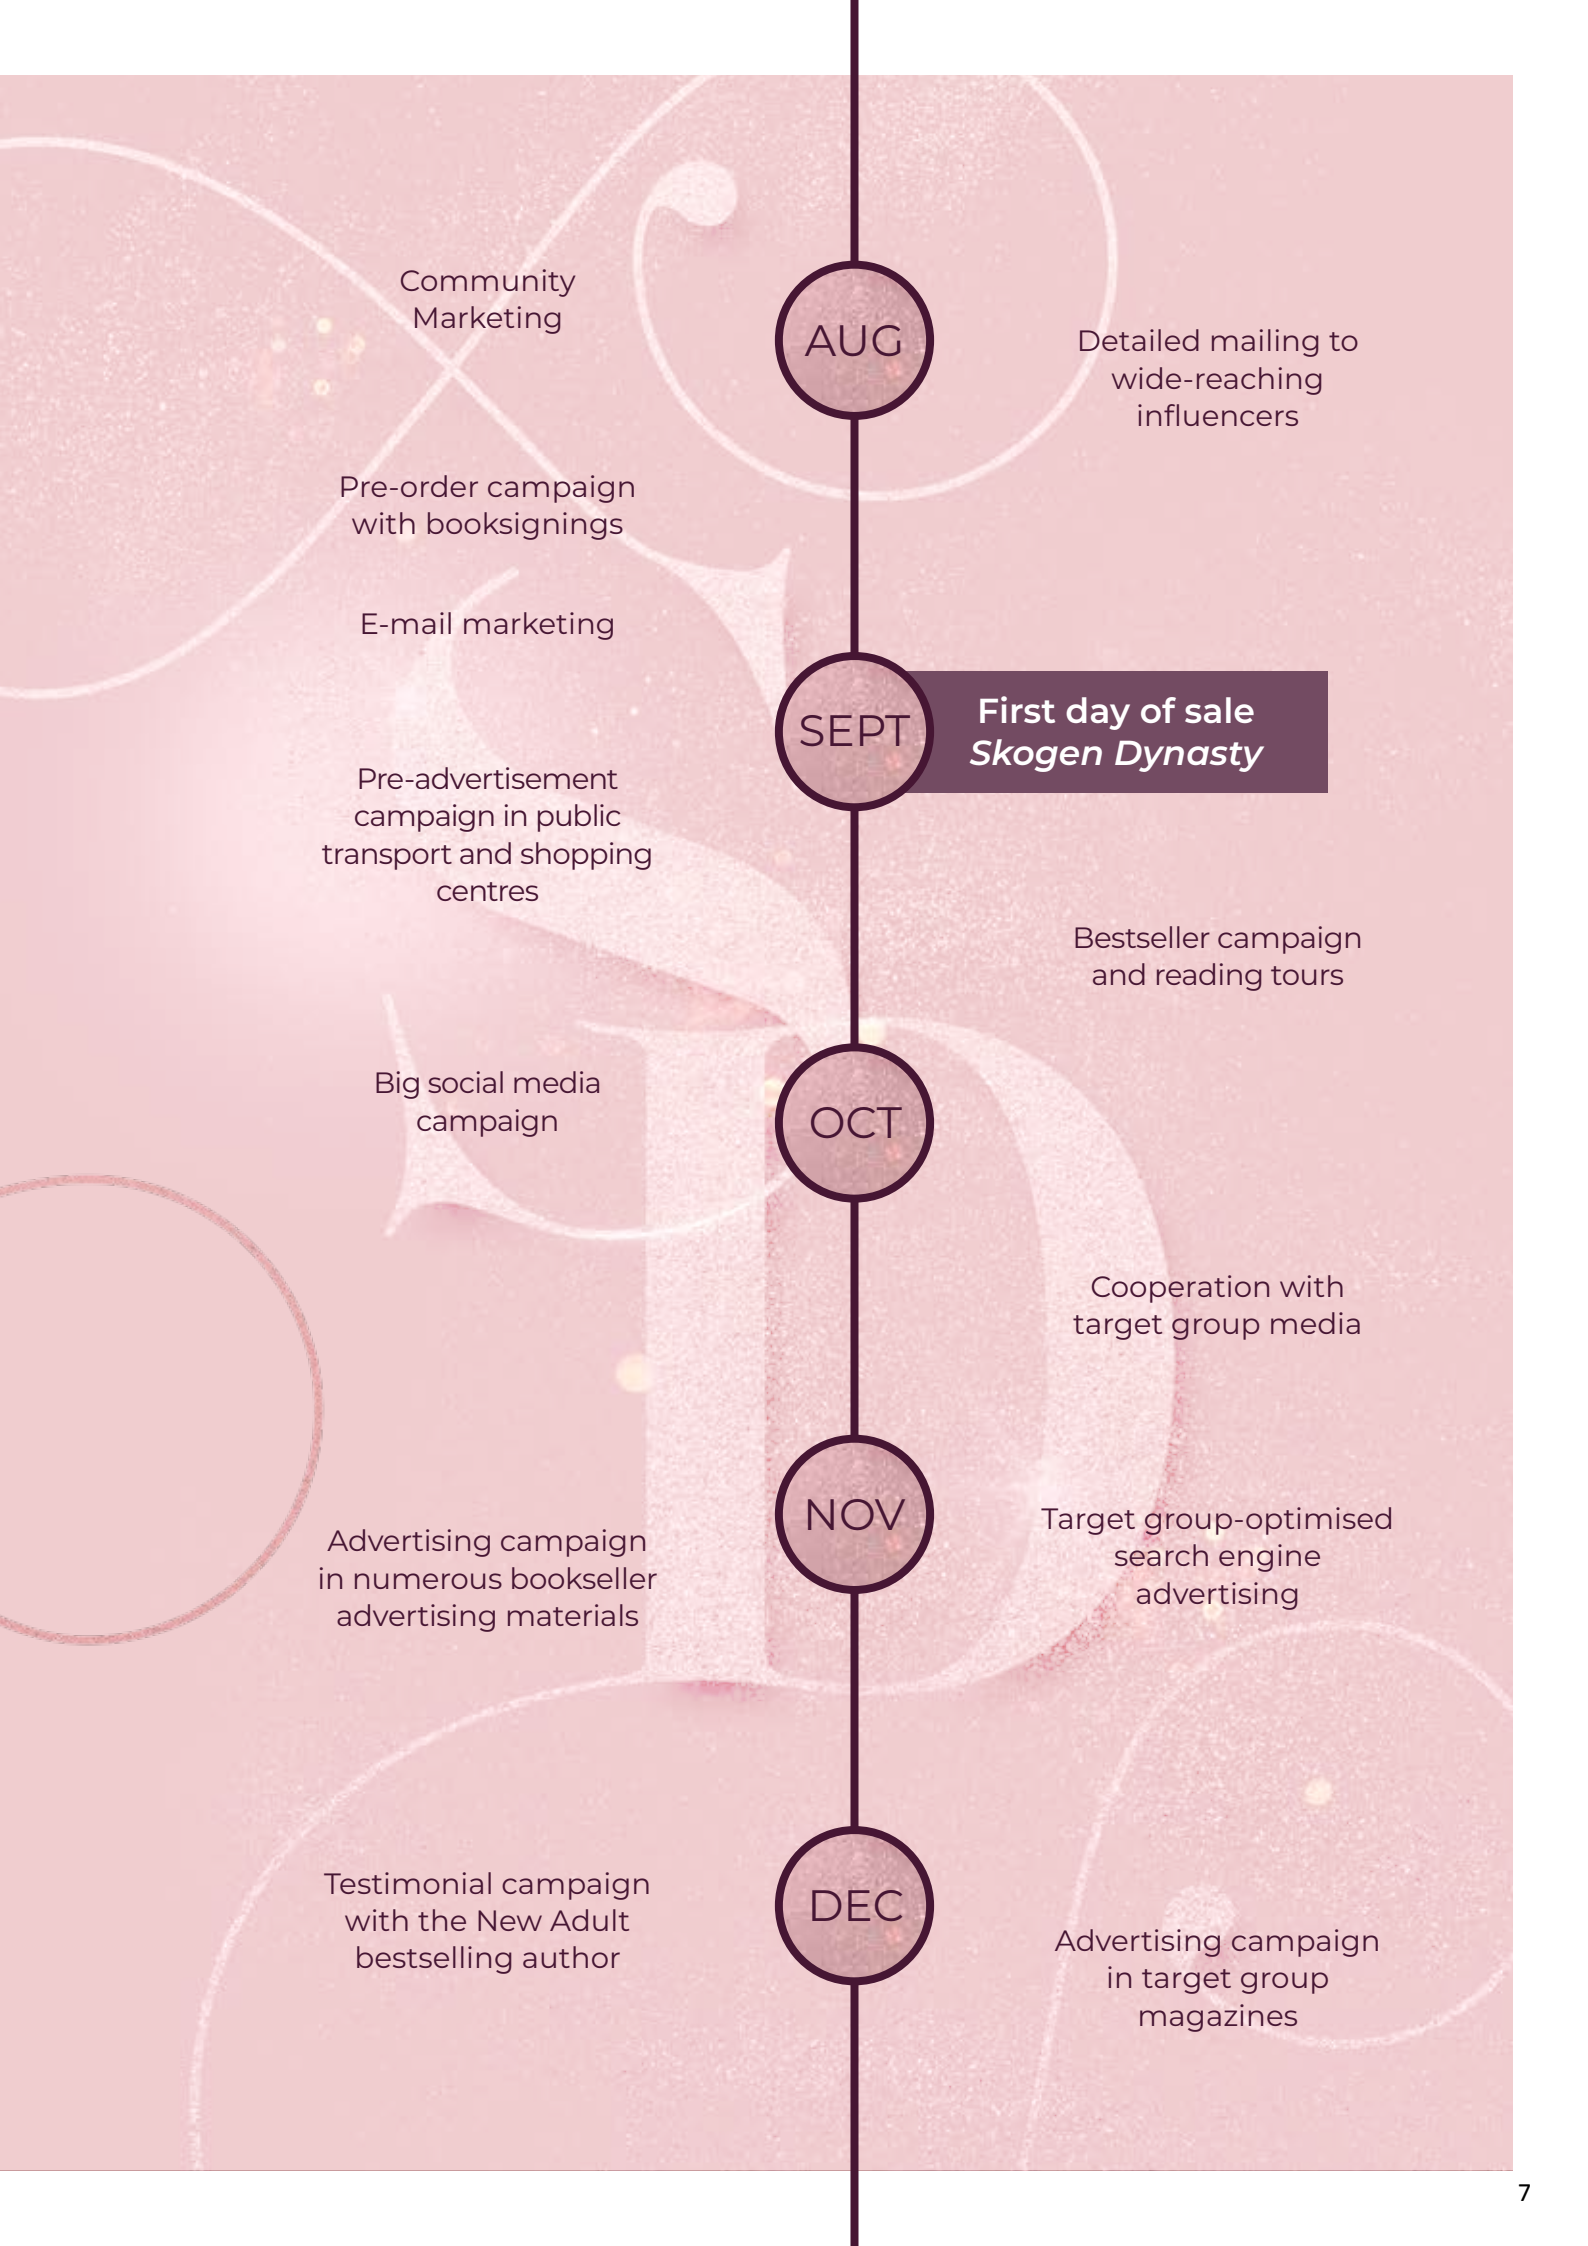 Community
Marketing
AUG
Detailed mailing to
wide-reaching
influencers
Pre-order campaign
with booksignings
E-mail marketing
SEPT
First day of sale
Skogen Dynasty
Pre-advertisement
campaign in public
transport and shopping
centres
Bestseller campaign
and reading tours
Big social media
campaign
OCT
Cooperation with
target group media
NOV
Target group-optimised
search engine
advertising
Advertising campaign
in numerous bookseller
advertising materials
Testimonial campaign
with the New Adult
bestselling author
DEC
Advertising campaign
in target group
magazines
7